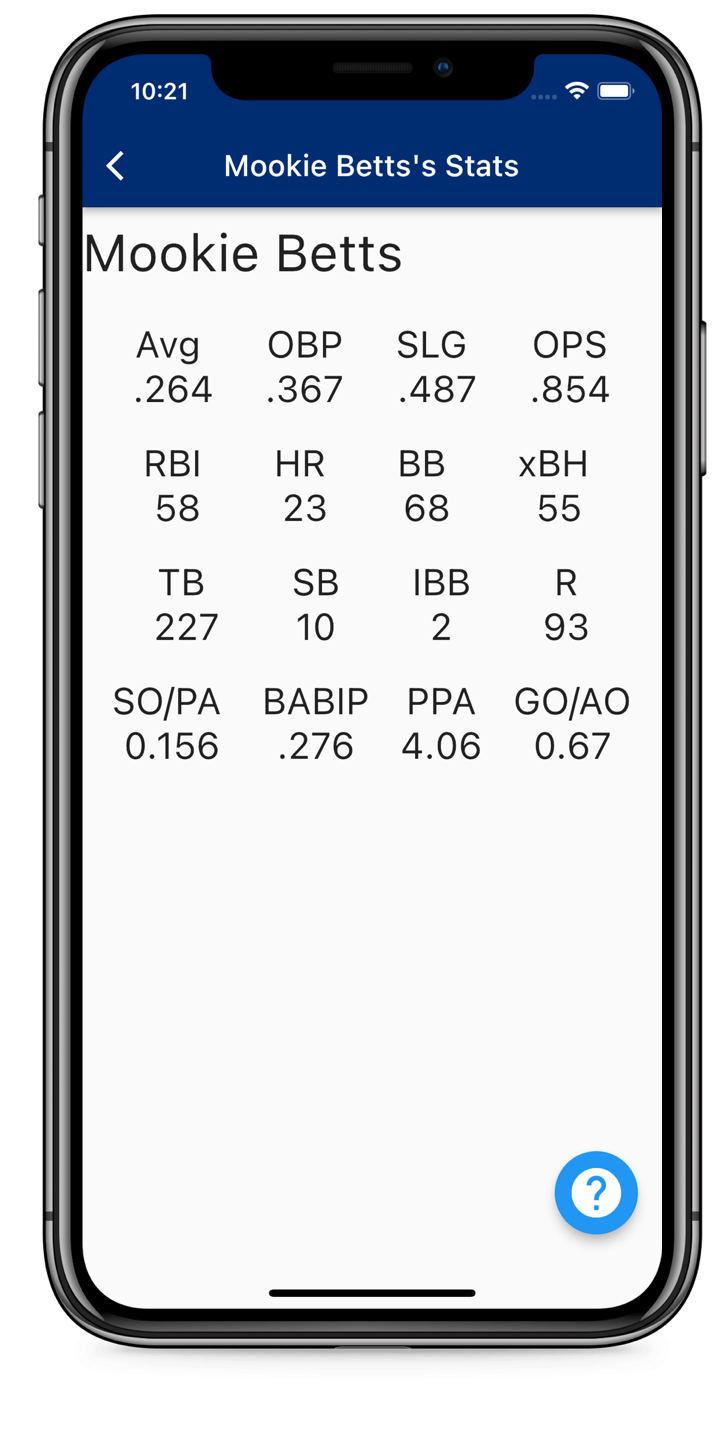 10:21
Mookie Betts's Stats
Mookie Betts
Avg OBP SLG OPS
.264 .367 .487 .854
RBI HR BB xBH
58 23 68 55
TB SB IBB R
227 10 2 93
SO/PA BABIP PPA GO/AO
0.156 .276 4.06 0.67
?